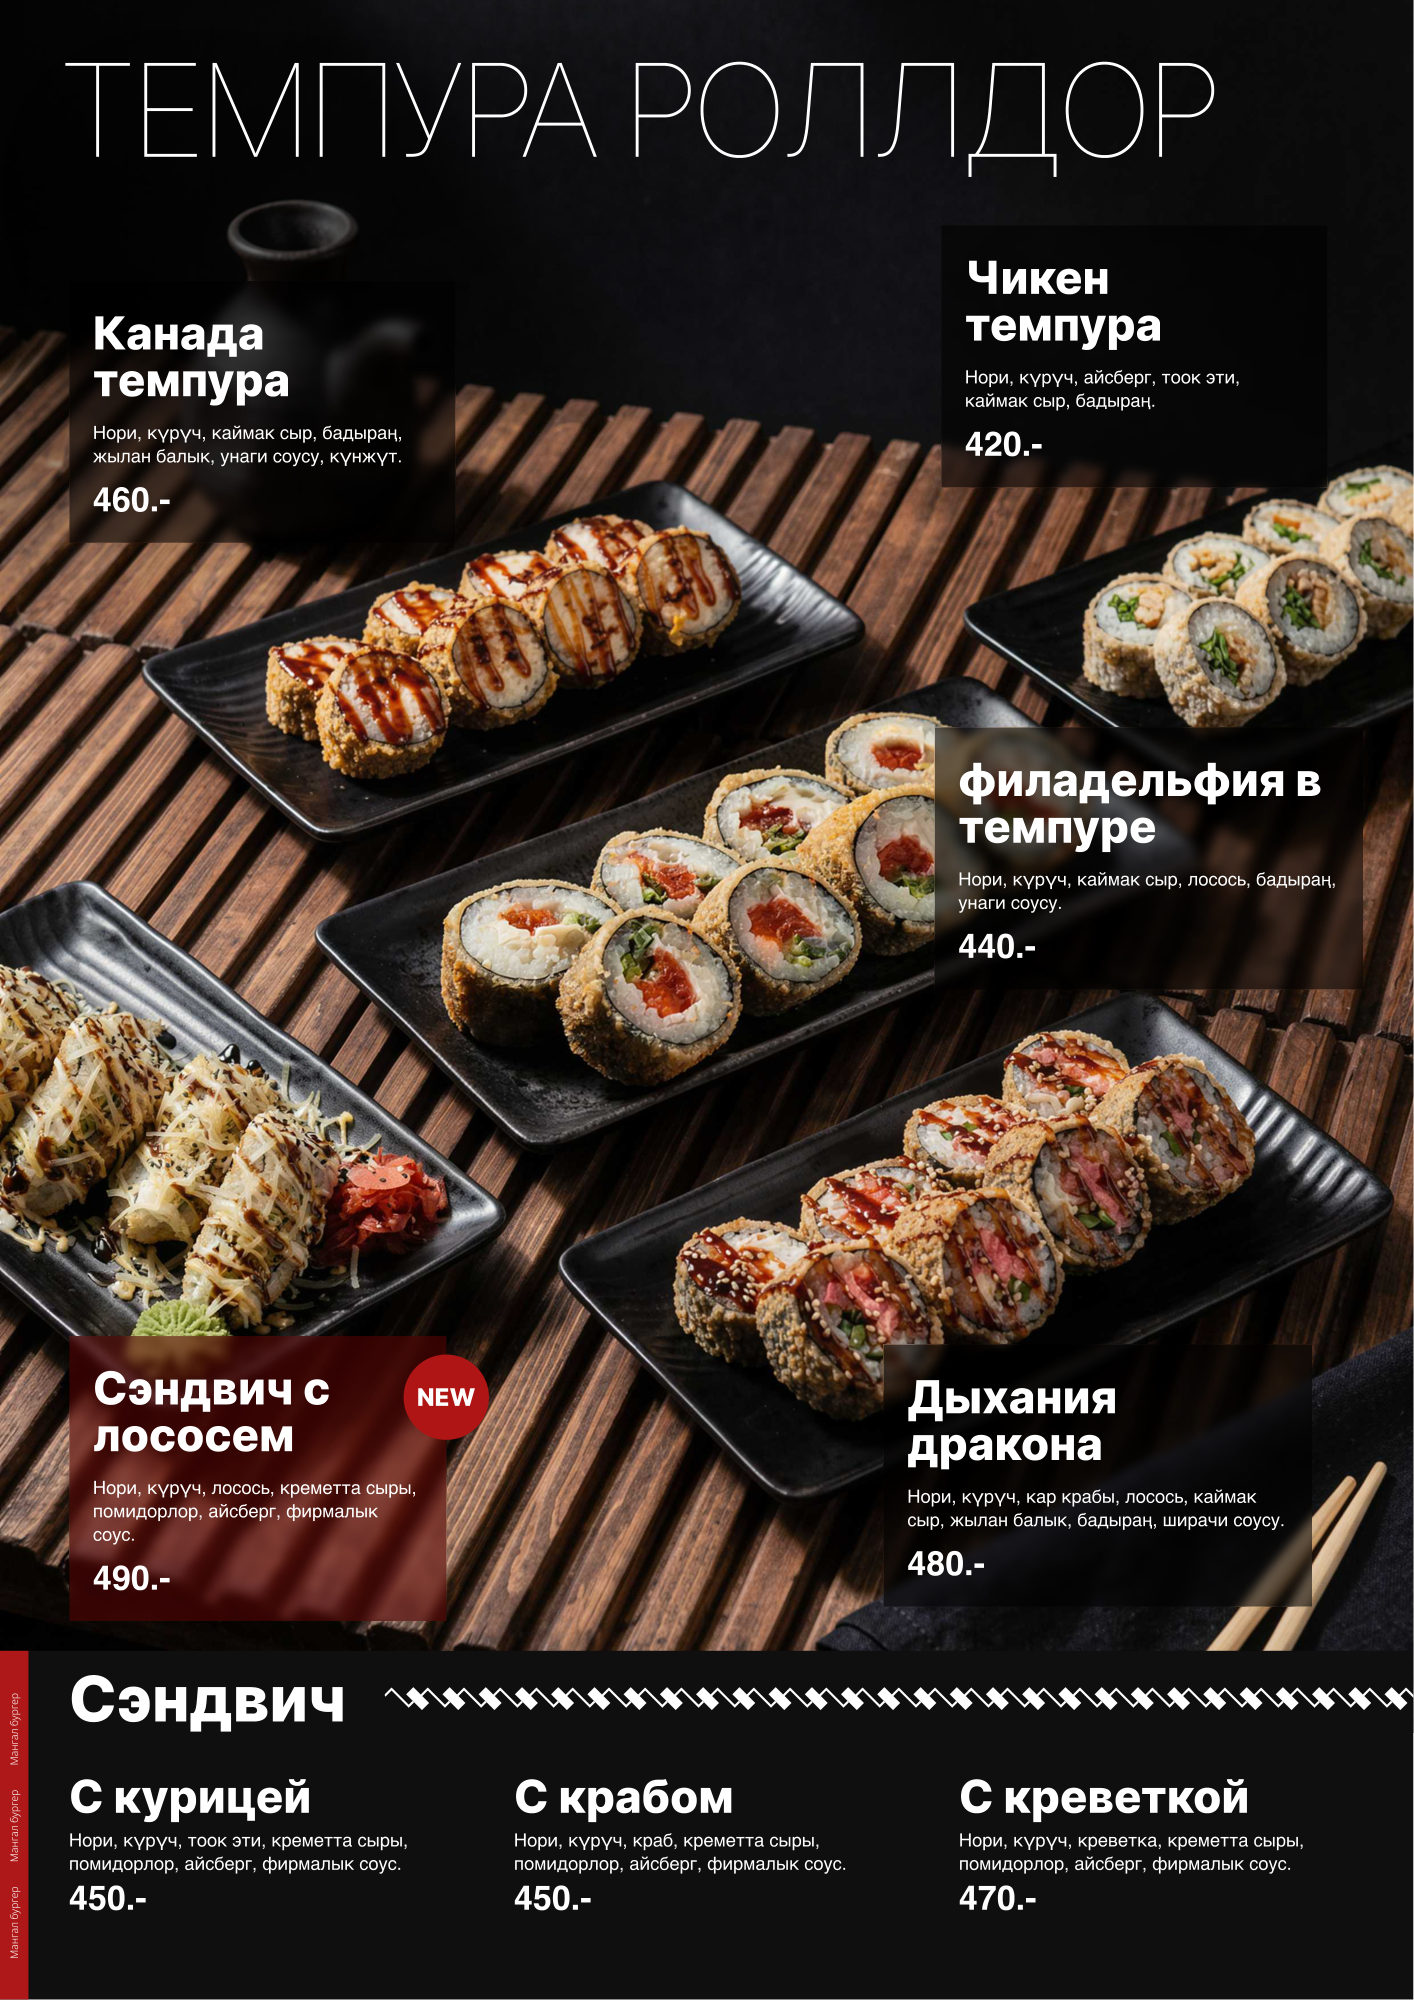 ТЕМПУРА РОЛЛДОР
Канада
темпура
Нори, күрүч, каймак сыр, бадыраң,
жылан балык, унаги соусу, күнжүт.
460.-
Чикен
темпура
Нори, күрүч, айсберг, тоок эти,
каймак сыр, бадыраң.
420.-
филадельфия в
темпуре
Нори, күрүч, каймак сыр, лосось, бадыраң,
унаги соусу.
440.-
Сэндвич с
лососем
NEW
Нори, күрүч, лосось, креметта сыры,
помидорлор, айсберг, фирмалык
соус.
490.-
Дыхания
дракона
Нори, күрүч, кар крабы, лосось, каймак
сыр, жылан балык, бадыраң, ширачи соусу.
480.-
Сэндвич
С курицей
Нори, күрүч, тоок эти, креметта сыры,
помидорлор, айсберг, фирмалык соус.
450.-
С крабом
Нори, күрүч, краб, креметта сыры,
помидорлор, айсберг, фирмалык соус.
450.-
С креветкой
Нори, күрүч, креветка, креметта сыры,
помидорлор, айсберг, фирмалык соус.
470.-
Мангал бургер
Мангал бургер
Мангал бургер